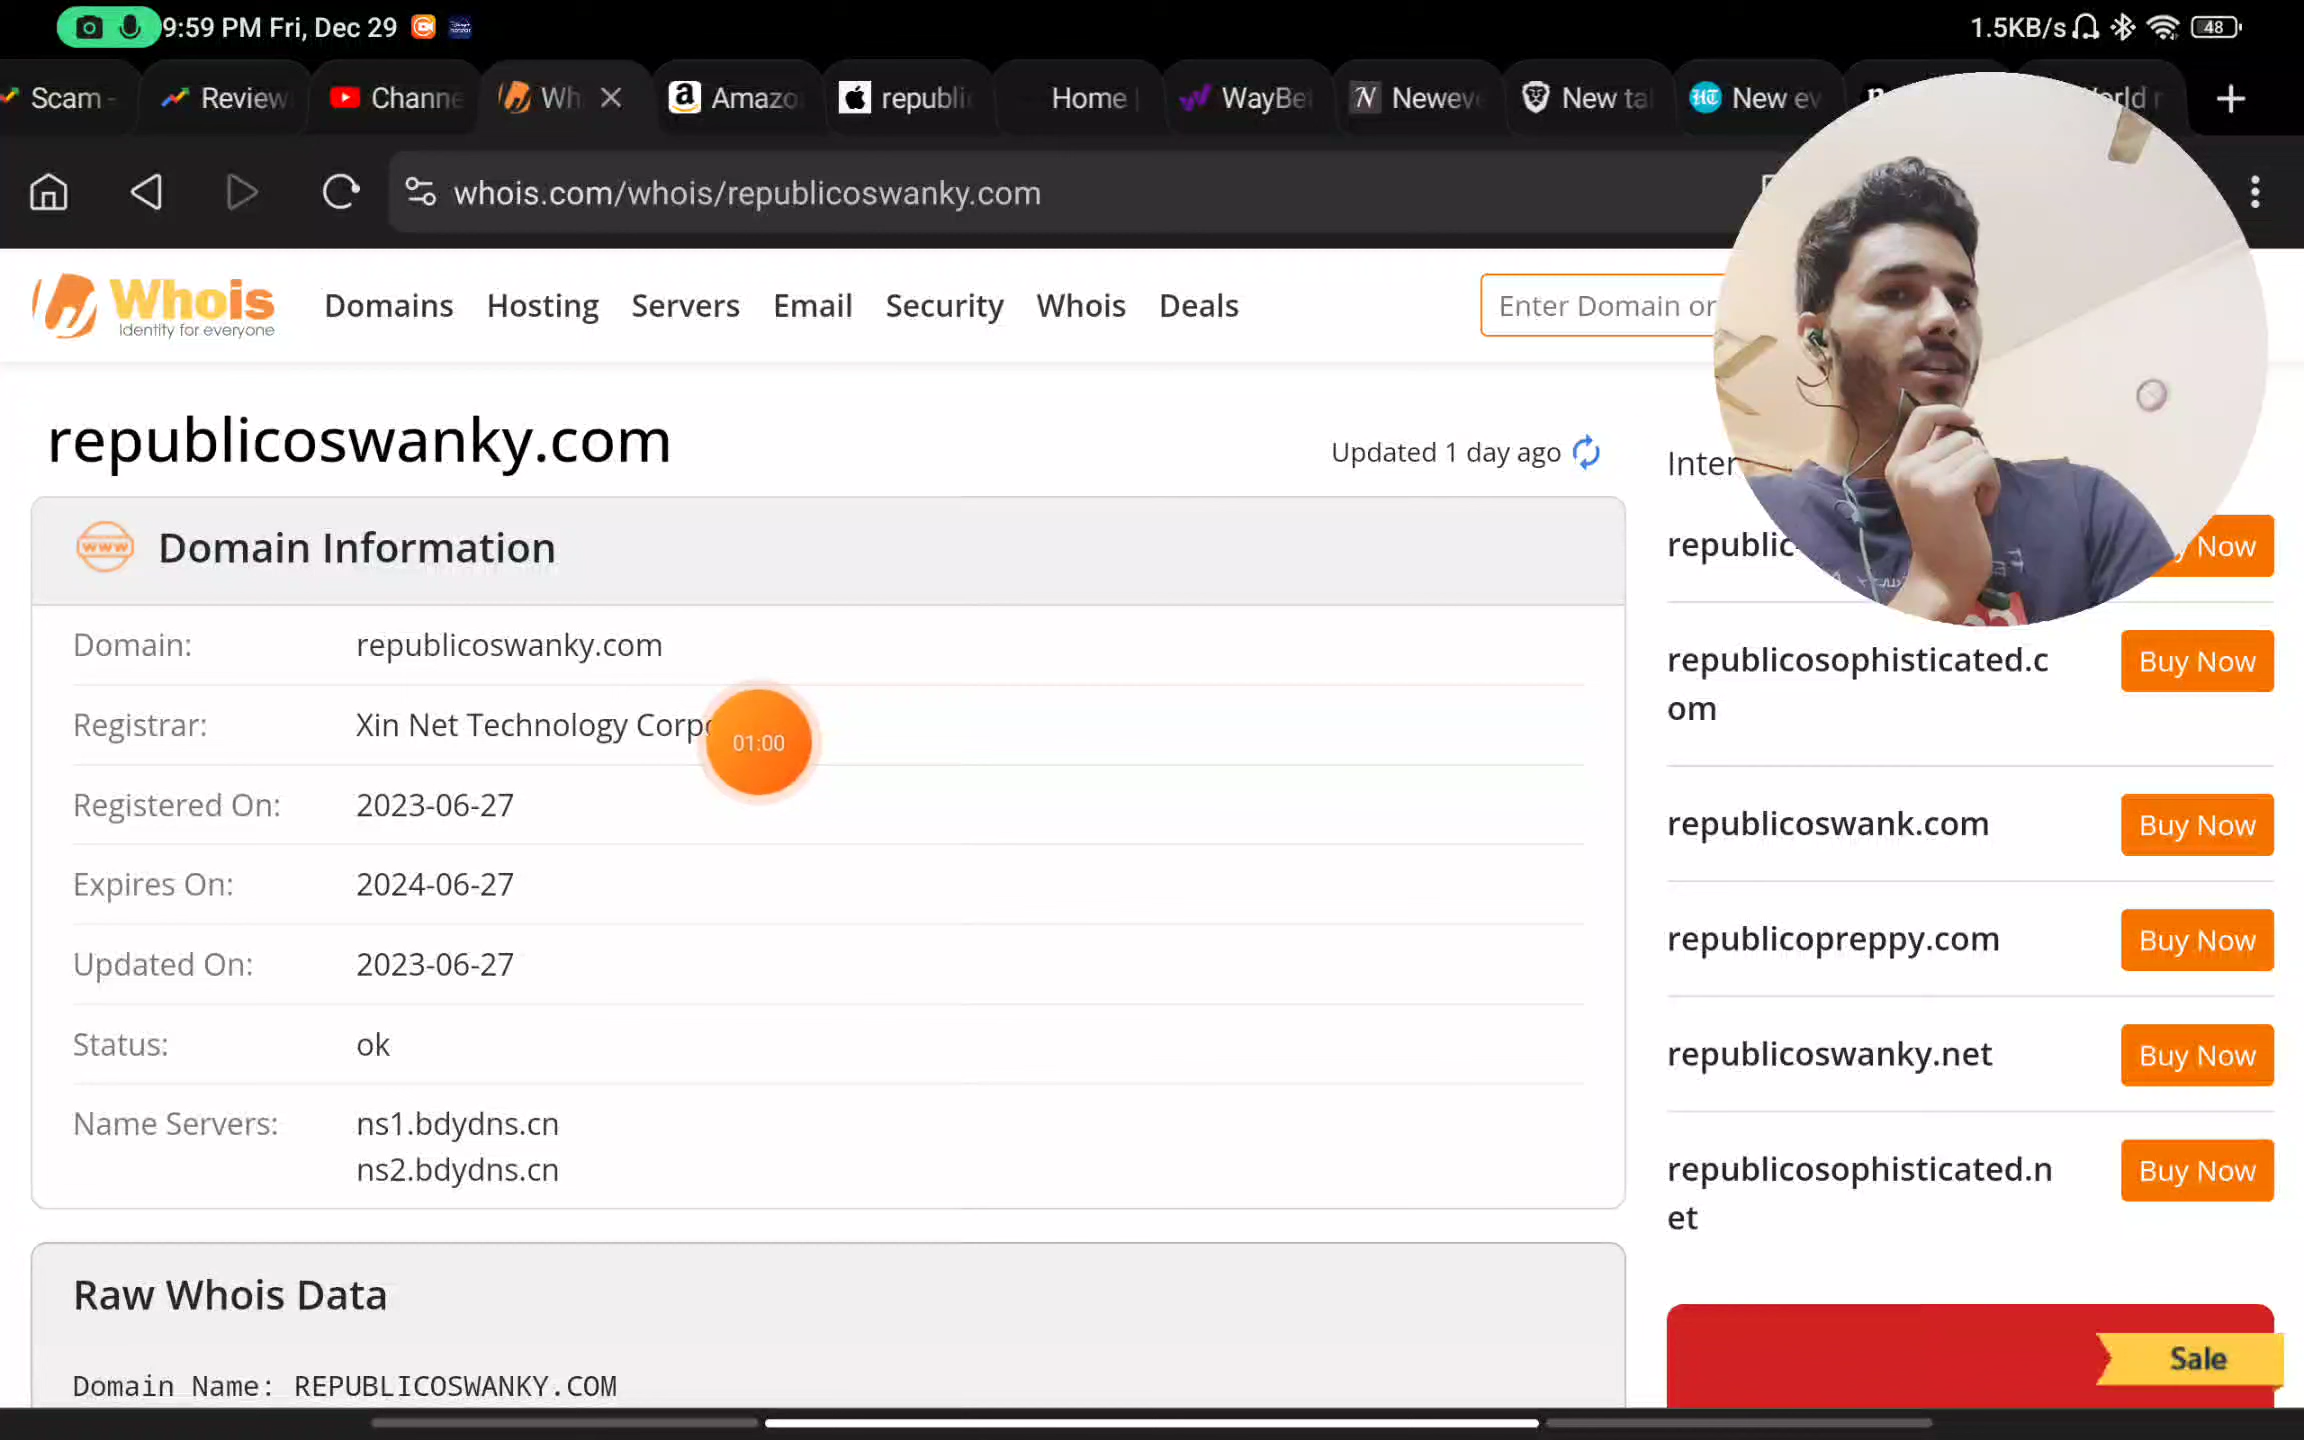 9:59 PM Fri, Dec 29
1.5KB/s
48
Scam -
Review
Channe
Wh
Amazo
republi
Home
WayBe
Neweve
New ta
New ev
whois.com/whois/republicoswanky.com
Whois
Identity for everyone
Domains
Hosting
Servers
Email
Security
Whois
Deals
Enter Domain or
republicoswanky.com
Updated 1 day ago
Inter
www
Domain Information
Domain:
republicoswanky.com
Registrar:
Xin Net Technology Corpo
01:00
Registered On:
2023-06-27
Expires On:
2024-06-27
Updated On:
2023-06-27
Status:
ok
Name Servers:
ns1.bdydns.cn
ns2.bdydns.cn
Raw Whois Data
Domain Name: REPUBLICOSWANKY.COM
republic-
Now
republicosophisticated.c
om
Buy Now
republicoswank.com
Buy Now
republicopreppy.com
Buy Now
republicoswanky.net
Buy Now
republicosophisticated.n
et
Buy Now
Sale